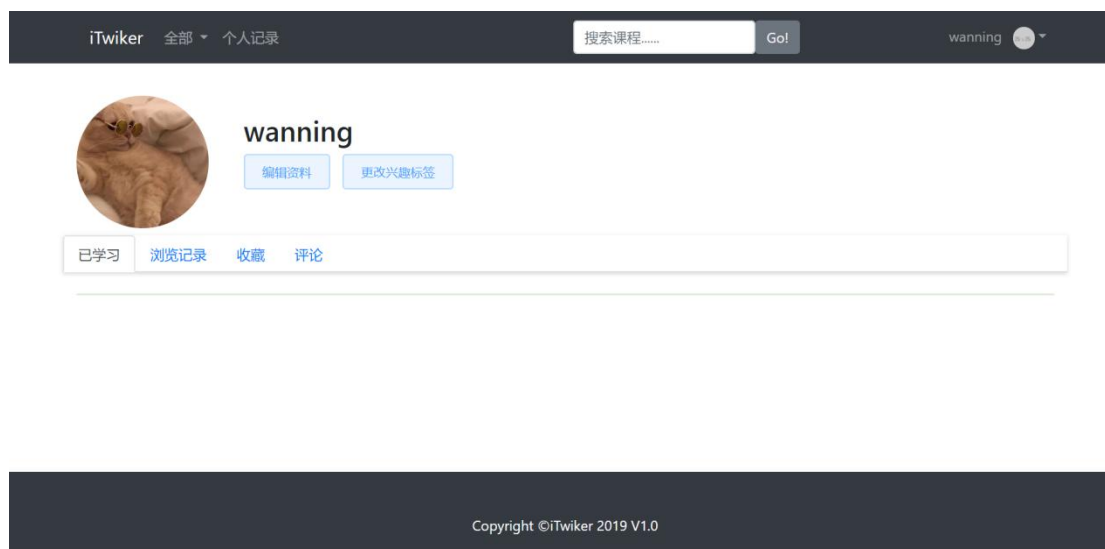 iTwiker 全部 个人记录 搜索课程...... Go! wanning
wanning
编辑资料 更改兴趣标签
已学习 浏览记录 收藏 评论
Copyright ©iTwiker 2019 V1.0